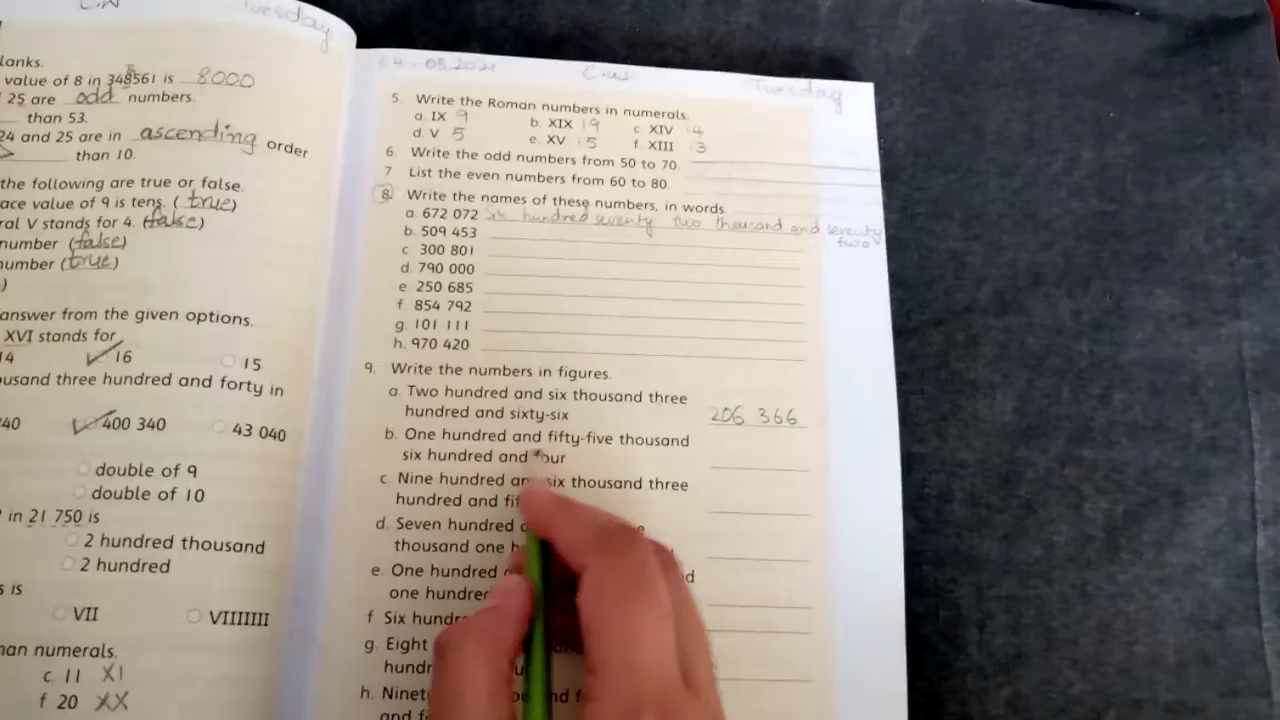 Tuesday
lanks.
value of 8 in 348561 is 8000
25 are odd numbers.
than 53.
24 and 25 are in ascending order
than 10.
the following are true or false.
ace value of 9 is tens. (true)
ral V stands for 4. (false)
number (false)
number (true)
)
answer from the given options.
XVI stands for
14
16
15
ousand three hundred and forty in
40
400 340
43 040
double of 9
double of 10
in 21 750 is
2 hundred thousand
2 hundred
s is
VII
VIIIIIII
man numerals.
c. 11 XI
f 20 XX
Tuesday
5 Write the Roman numbers in numerals.
a. IX 9 b. XIX 19 c. XIV 14
d. V 5 e. XV 15 f. XIII 13
6. Write the odd numbers from 50 to 70.
7 List the even numbers from 60 to 80.
8. Write the names of these numbers, in words.
a. 672 072 Six hundred seventy two thousand and seventy
two
b. 509 453
c 300 801
d. 790 000
e. 250 685
f 854 792
g. 101 111
h. 970 420
9. Write the numbers in figures.
a. Two hundred and six thousand three
hundred and sixty-six 206 366
b. One hundred and fifty-five thousand
six hundred and four
c. Nine hundred and six thousand three
hundred and
d. Seven hundred
thousand one
e. One hundred
one hundred
f Six
g. Eight
h.